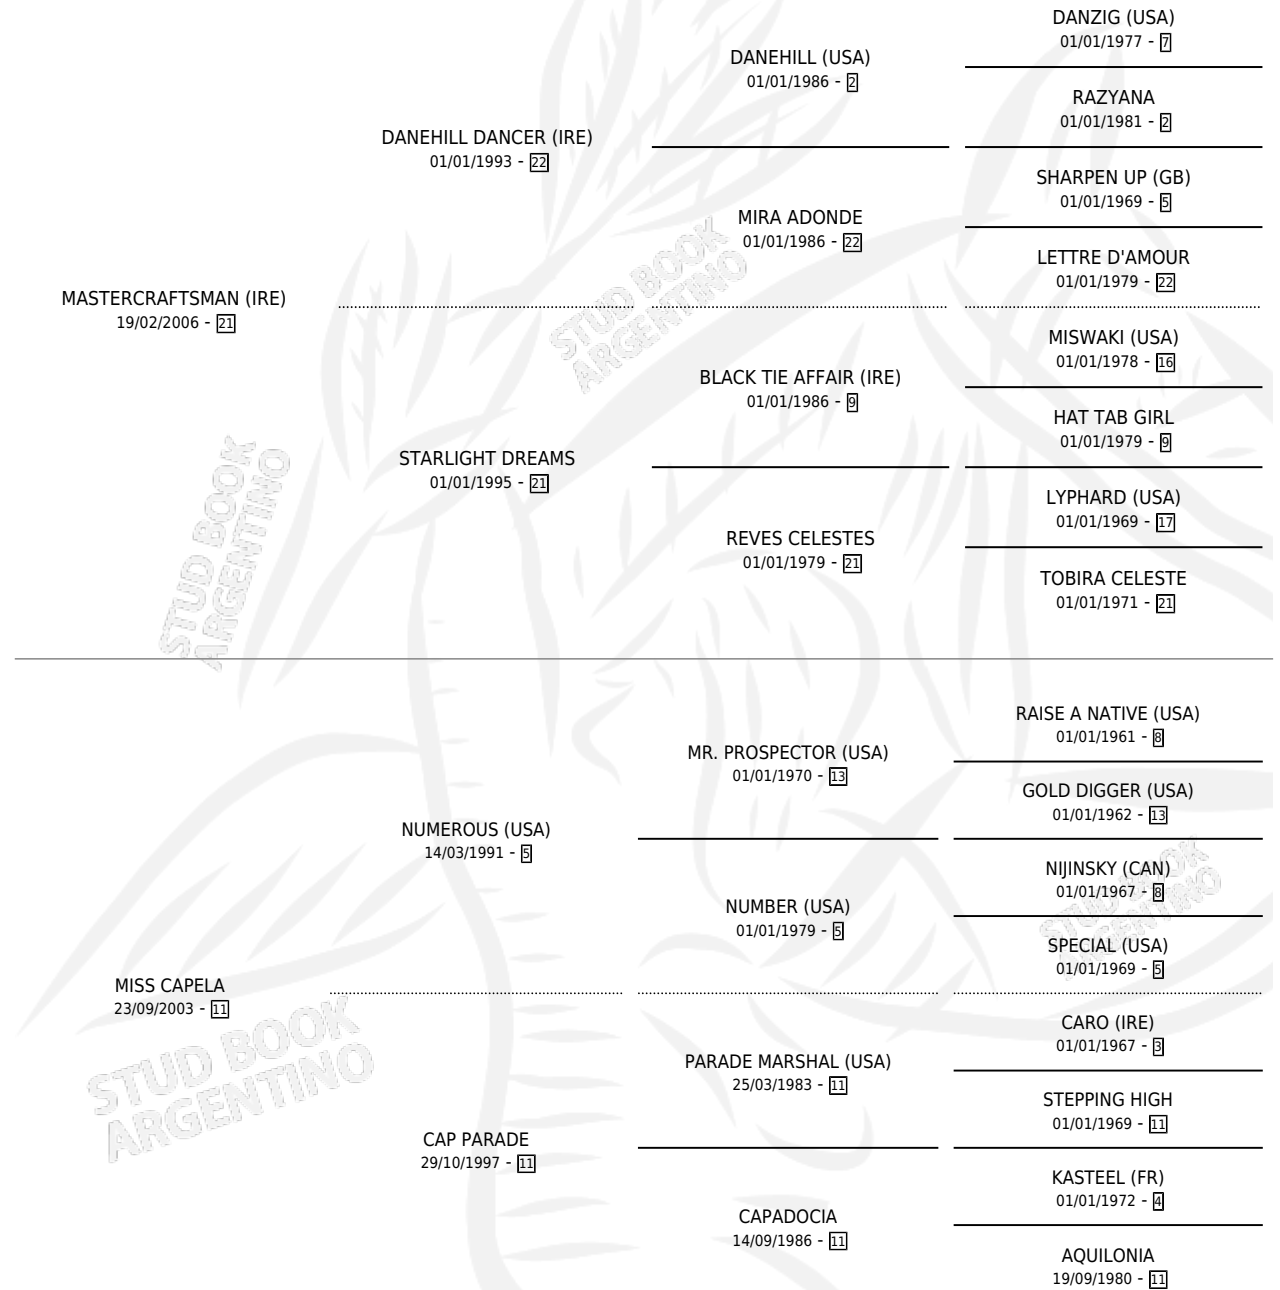 DANZIG (USA)
01/01/1977 - 7
DANEHILL (USA)
01/01/1986 - 2
RAZYANA
01/01/1981 - 2
DANEHILL DANCER (IRE)
01/01/1993 - 22
SHARPEN UP (GB)
01/01/1969 - 5
MIRA ADONDE
01/01/1986 - 22
LETTRE D'AMOUR
01/01/1979 - 22
MASTERCRAFTSMAN (IRE)
19/02/2006 - 21
MISWAKI (USA)
01/01/1978 - 16
BLACK TIE AFFAIR (IRE)
01/01/1986 - 9
HAT TAB GIRL
01/01/1979 - 9
STARLIGHT DREAMS
01/01/1995 - 21
LYPHARD (USA)
01/01/1969 - 17
REVES CELESTES
01/01/1979 - 21
TOBIRA CELESTE
01/01/1971 - 21
RAISE A NATIVE (USA)
01/01/1961 - 8
MR. PROSPECTOR (USA)
01/01/1970 - 13
GOLD DIGGER (USA)
01/01/1962 - 13
NUMEROUS (USA)
14/03/1991 - 5
NIJINSKY (CAN)
01/01/1967 - 8
NUMBER (USA)
01/01/1979 - 5
SPECIAL (USA)
01/01/1969 - 5
MISS CAPELA
23/09/2003 - 11
CARO (IRE)
01/01/1967 - 3
PARADE MARSHAL (USA)
25/03/1983 - 11
STEPPING HIGH
01/01/1969 - 11
CAP PARADE
29/10/1997 - 11
KASTEEL (FR)
01/01/1972 - 4
CAPADOCIA
14/09/1986 - 11
AQUILONIA
19/09/1980 - 11
STUD BOOK
ARGENTINO
STUD BOOK
ARGENTINO
STUD BOOK
ARGENTINO
STUD BOOK
ARGENTINO